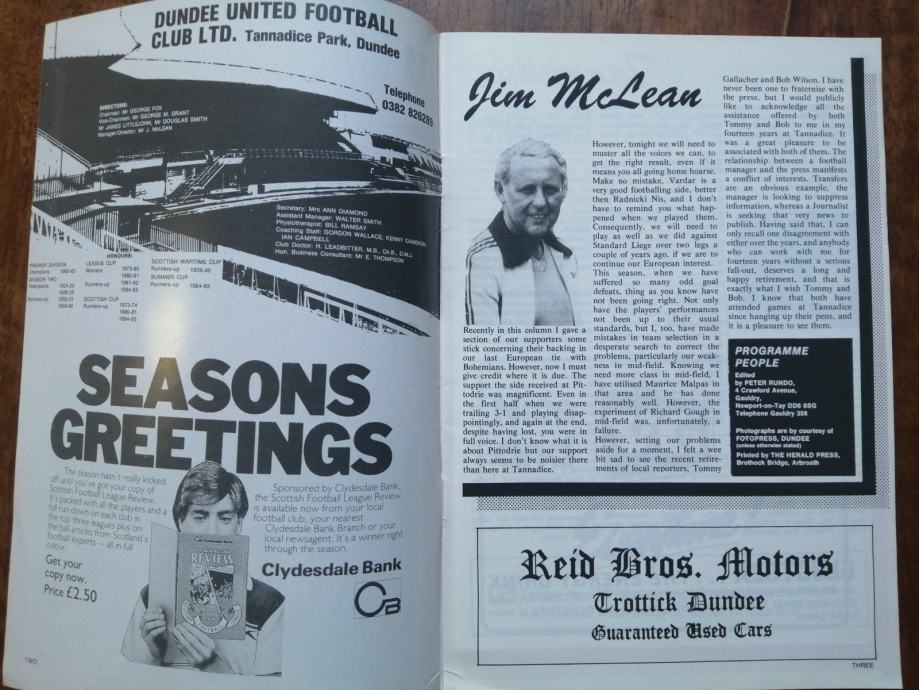 DUNDEE UNITED FOOTBALL
CLUB LTD. Tannadice Park, Dundee
Telephone
0382 826289
DIRECTORS:
Chairman: Mr GEORGE FOX
Vice-Chairman: Mr GEORGE M. GRANT
Mr JAMES LITTLEJOHN, Mr DOUGLAS SMITH
Manager/Director: Mr J. McLEAN
Secretary: Mrs ANN DIAMOND
Assistant Manager: WALTER SMITH
Physiotherapist: BILL RAMSAY
Coaching Staff: GORDON WALLACE, KENNY CAMERON,
IAN CAMPBELL
Club Doctor: H. LEADBITTER, M.B., Ch.B., D.M.J.
Hon. Business Consultant: Mr E. THOMPSON
HONOURS:
PREMIER DIVISION
Champions 1982-83
DIVISION TWO
Champions 1924-25
1928-29
Runners-up 1930-31
1959-60
LEAGUE CUP
Winners 1979-80
1980-81
Runners-up 1981-82
1984-85
SCOTTISH CUP
Runners-up 1973-74
1980-81
1984-85
SCOTTISH WARTIME CUP
Runners-up 1939-40
SUMMER CUP
Runners-up 1964-65
SEASONS
GREETINGS
The season hasn't really kicked
off until you've got your copy of
Scottish Football League Review.
It's packed with all the players and a
full run-down on each club in
the top three leagues plus on-
the-ball articles from Scotland's
football experts — all in full
colour.
Get your
copy now.
Price £2.50
REVIEW
Sponsored by Clydesdale Bank,
the Scottish Football League Review
is available now from your local
football club, your nearest
Clydesdale Bank Branch or your
local newsagent. It's a winner right
through the season.
Clydesdale Bank
CB
TWO
Jim McLean
Recently in this column I gave a
section of our supporters some
stick concerning their backing in
our last European tie with
Bohemians. However, now I must
give credit where it is due. The
support the side received at Pit-
todrie was magnificent. Even in
the first half when we were
trailing 3-1 and playing disap-
pointingly, and again at the end,
despite having lost, you were in
full voice. I don't know what it is
about Pittodrie but our support
always seems to be noisier there
than here at Tannadice.
However, tonight we will need to
muster all the voices we can, to
get the right result, even if it
means you all going home hoarse.
Make no mistake, Vardar is a
very good footballing side, better
then Radnicki Nis, and I don't
have to remind you what hap-
pened when we played them.
Consequently, we will need to
play as well as we did against
Standard Liege over two legs a
couple of years ago, if we are to
continue our European interest.
This season, when we have
suffered so many odd goal
defeats, thing as you know have
not been going right. Not only
have the players' performances
not been up to their usual
standards, but I, too, have made
mistakes in team selection in a
desperate search to correct the
problems, particularly our weak-
ness in mid-field. Knowing we
need more class in mid-field, I
have utilised Maurice Malpas in
that area and he has done
reasonably well. However, the
experiment of Richard Gough in
mid-field was, unfortunately, a
failure.
However, setting our problems
aside for a moment, I felt a wee
bit sad to see the recent retire-
ments of local reporters, Tommy
Gallacher and Bob Wilson. I have
never been one to fraternise with
the press, but I would publicly
like to acknowledge all the
assistance offered by both
Tommy and Bob to me in my
fourteen years at Tannadice. It
was a great pleasure to be
associated with both of them. The
relationship between a football
manager and the press manifests
a conflict of interests. Transfers
are an obvious example, the
manager is looking to suppress
information, whereas a Journalist
is seeking that very news to
publish. Having said that, I can
only recall one disagreement with
either over the years, and anybody
who can work with me for
fourteen years without a serious
fall-out, deserves a long and
happy retirement, and that is
exactly what I wish Tommy and
Bob. I know that both have
attended games at Tannadice
since hanging up their pens, and
it is a pleasure to see them.
PROGRAMME
PEOPLE
Edited
by PETER RUNDO,
4 Crawford Avenue,
Gauldry,
Newport-on-Tay DD6 8SG
Telephone Gauldry 356
Photographs are by courtesy of
FOTOPRESS, DUNDEE
(unless otherwise stated)
Printed by THE HERALD PRESS,
Brothock Bridge, Arbroath
Reid Bros. Motors
Trottick Dundee
Guaranteed Used Cars
THREE